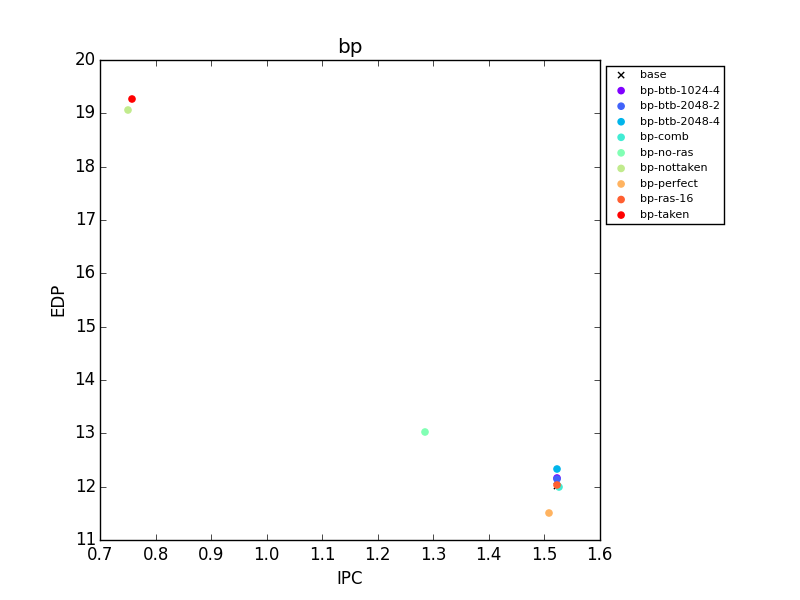 bp
20
19
18
17
16
15
14
13
12
11
EDP
0.7 0.8 0.9 1.0 1.1 1.2 1.3 1.4 1.5 1.6
IPC
base
bp-btb-1024-4
bp-btb-2048-2
bp-btb-2048-4
bp-comb
bp-no-ras
bp-nottaken
bp-perfect
bp-ras-16
bp-taken